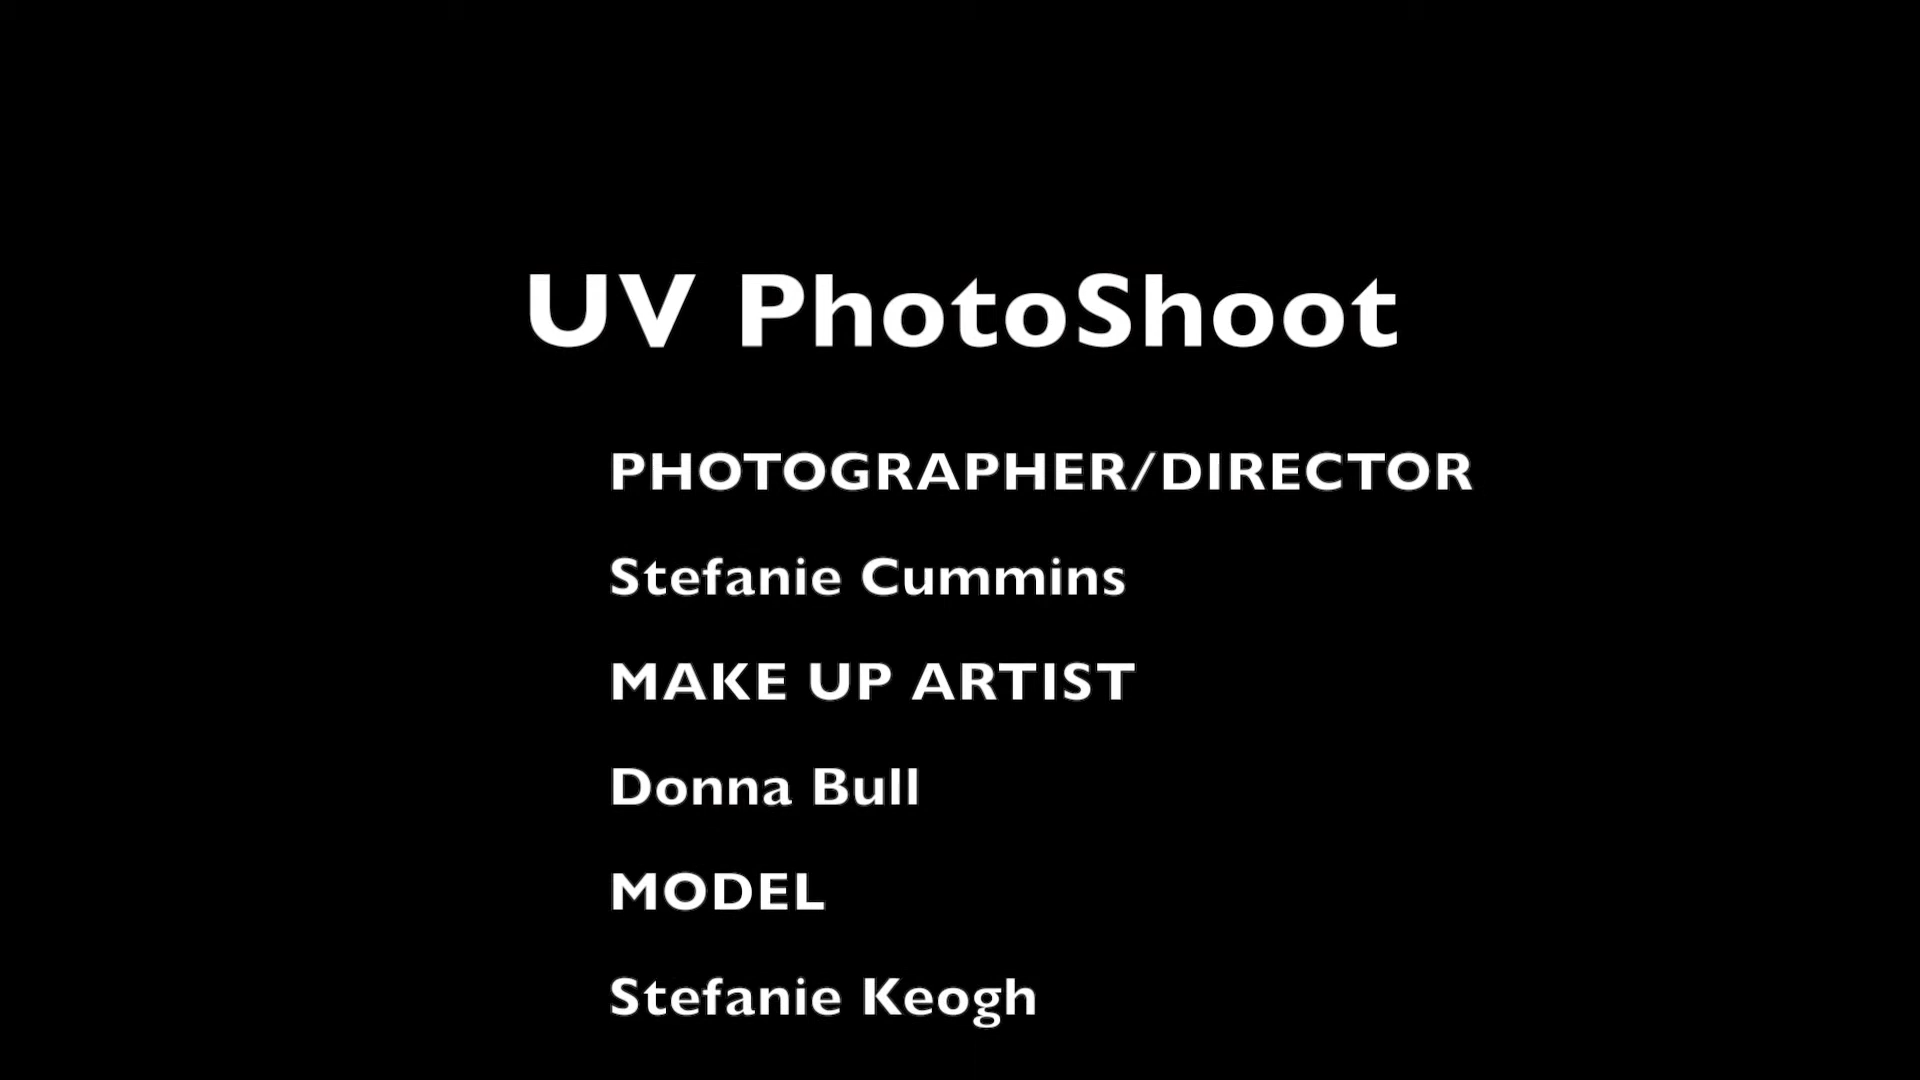 UV PhotoShoot
PHOTOGRAPHER/DIRECTOR
Stefanie Cummins
MAKE UP ARTIST
Donna Bull
MODEL
Stefanie Keogh